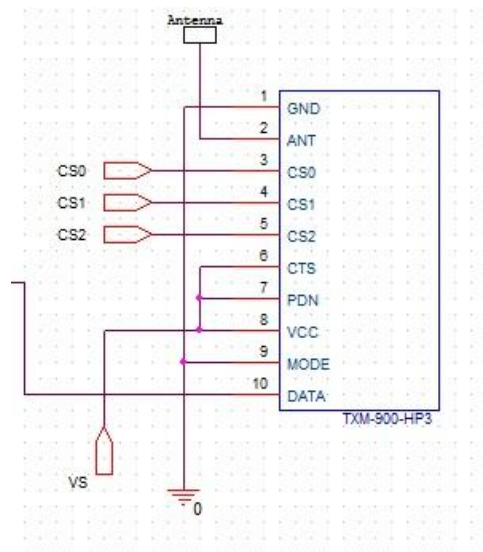 Antenna
1 GND
2 ANT
CS0 3 CS0
CS1 4 CS1
CS2 5 CS2
6 CTS
7 PDN
8 VCC
9 MODE
10 DATA
TXM-900-HP3
VS
0